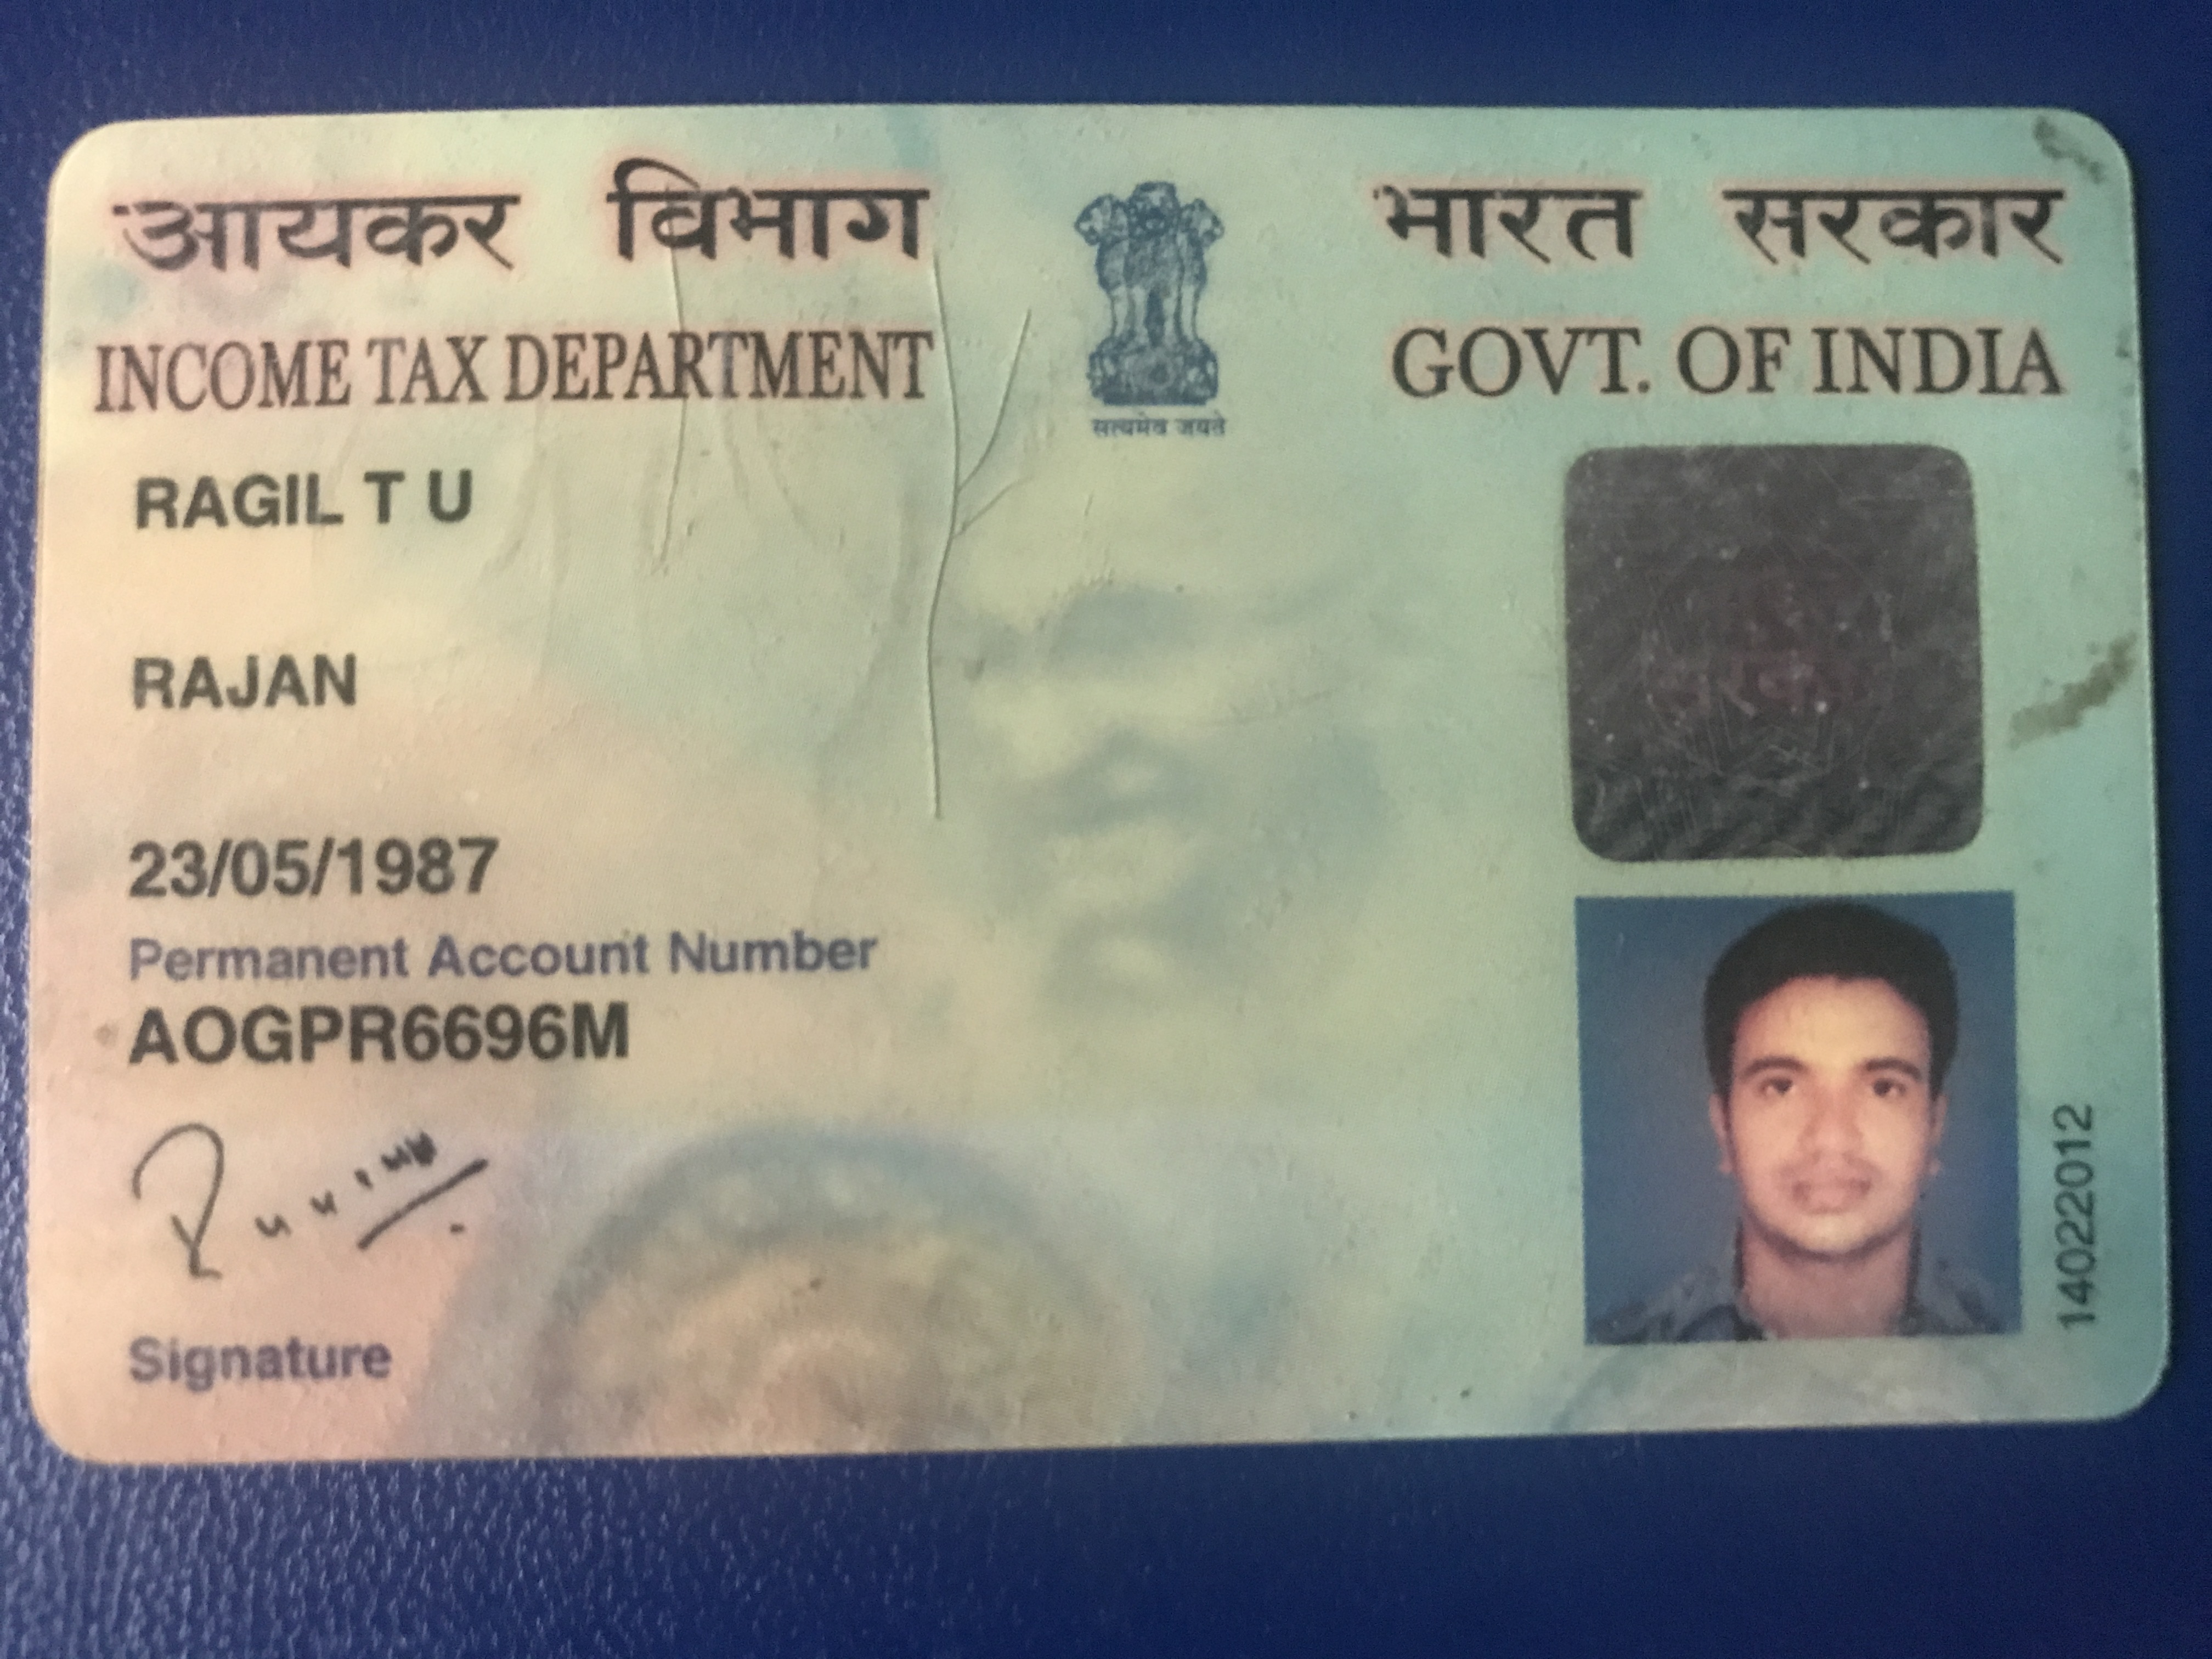 आयकर विभाग
INCOME TAX DEPARTMENT
सत्यमेव जयते
भारत सरकार
GOVT. OF INDIA
RAGIL T U
RAJAN
23/05/1987
Permanent Account Number
AOGPR6696M
Signature
14022012